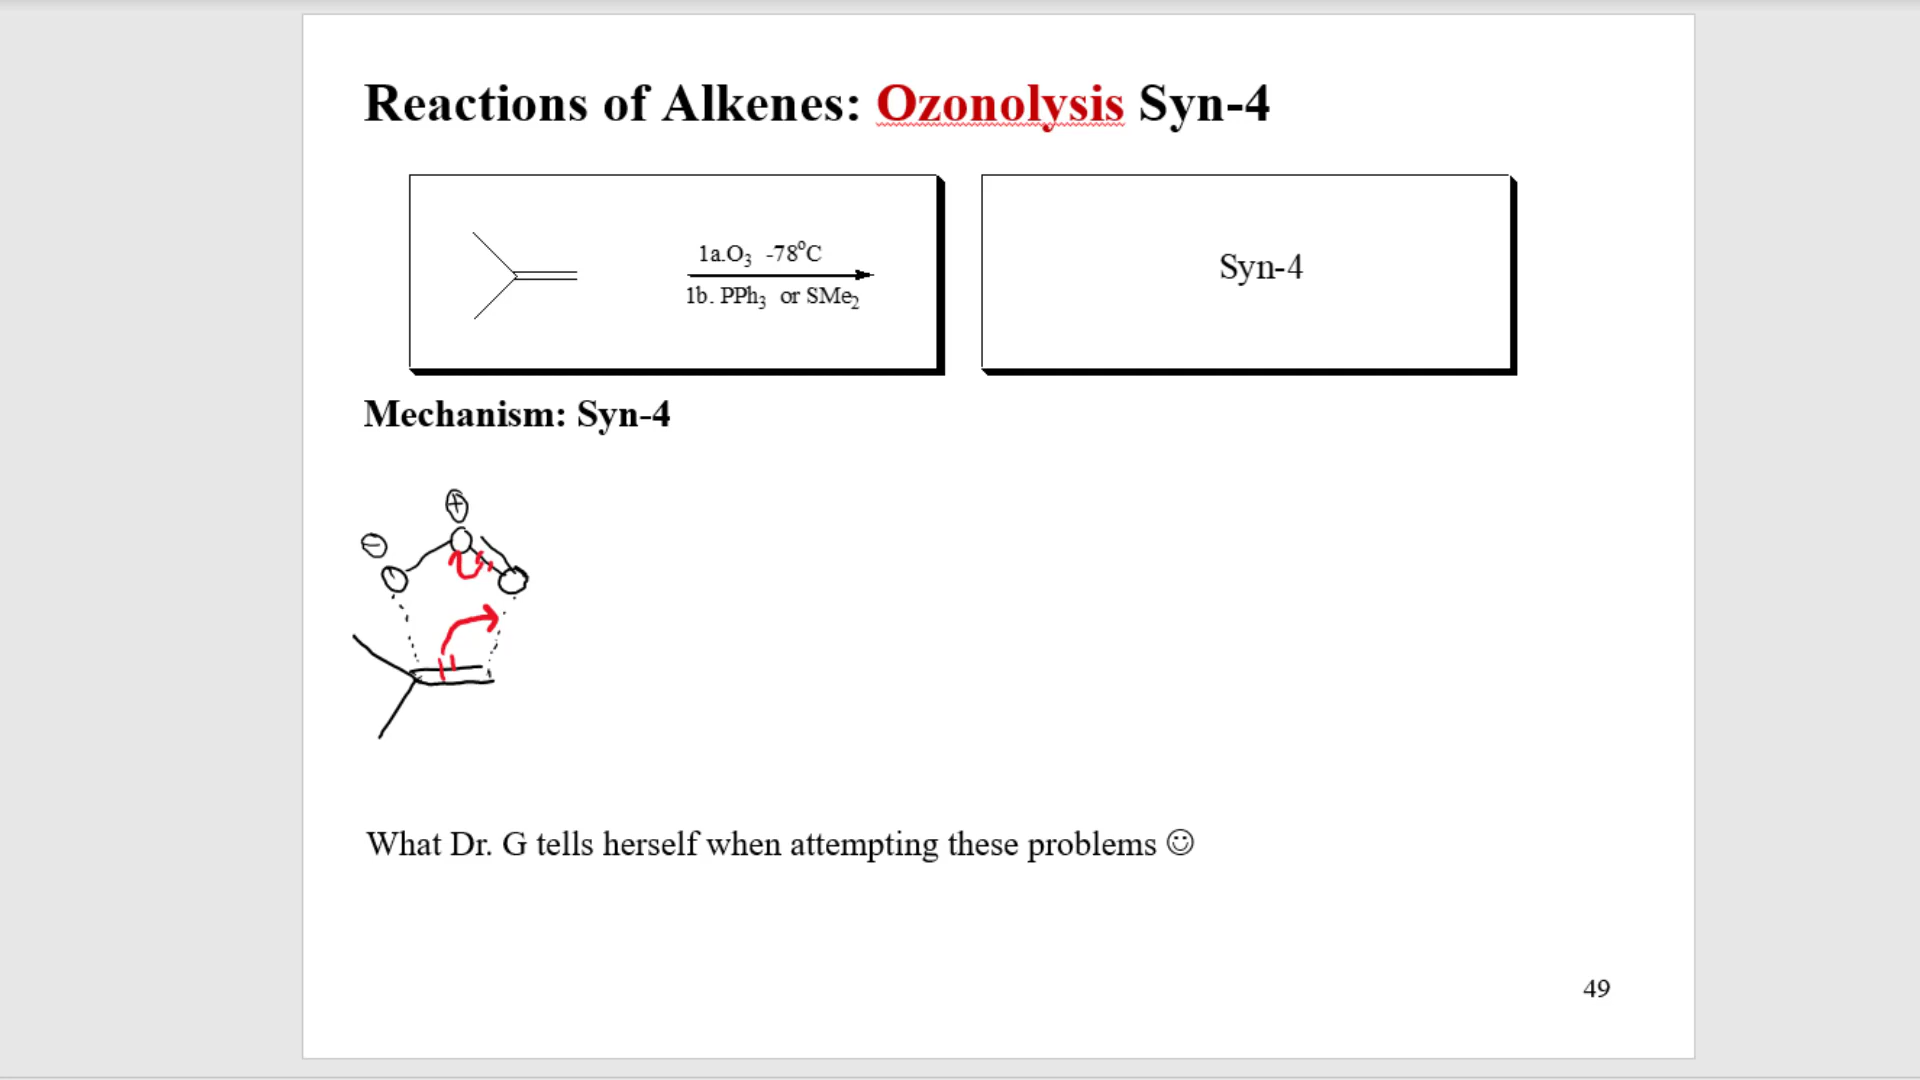 Reactions of Alkenes: Ozonolysis Syn-4
1a.O₃ -78⁰C
1b. PPh₃ or SMe₂
Syn-4
Mechanism: Syn-4
⊕
⊖
O
O
O
What Dr. G tells herself when attempting these problems ☺
49